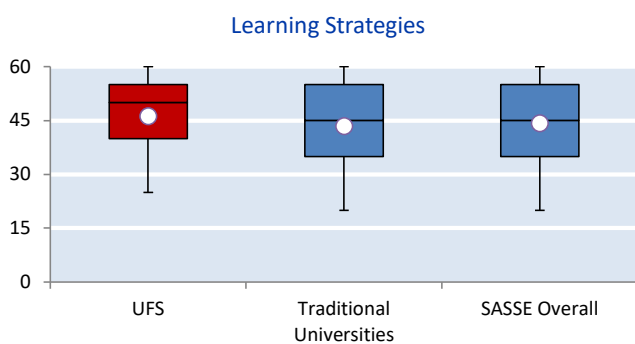 Learning Strategies
60
45
30
15
0
UFS
Traditional
Universities
SASSE Overall